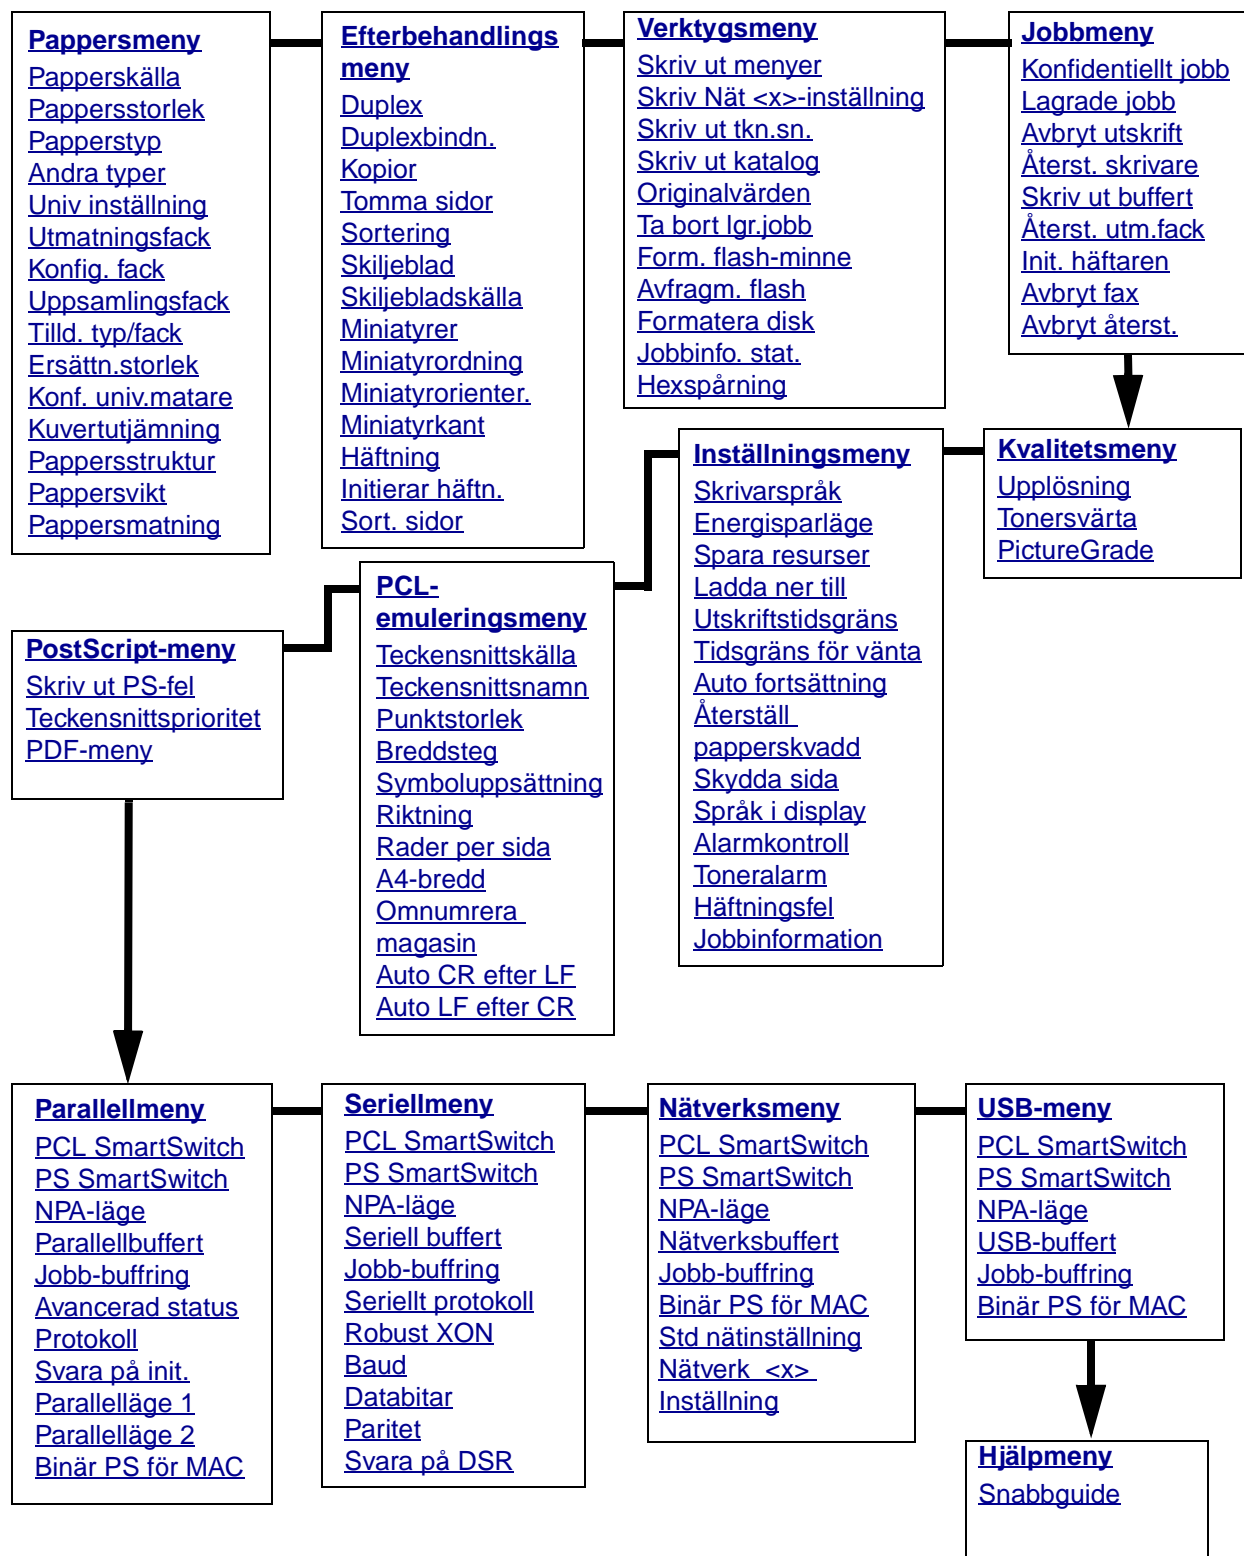 Pappersmeny
Papperskälla
Pappersstorlek
Papperstyp
Andra typer
Univ inställning
Utmatningsfack
Konfig. fack
Uppsamlingsfack
Tilld. typ/fack
Ersättn.storlek
Konf. univ.matare
Kuvertutjämning
Pappersstruktur
Pappersvikt
Pappersmatning
Efterbehandlings
meny
Duplex
Duplexbindn.
Kopior
Tomma sidor
Sortering
Skiljeblad
Skiljebladskälla
Miniatyrer
Miniatyrordning
Miniatyrorienter.
Miniatyrkant
Häftning
Initierar häftn.
Sort. sidor
Verktygsmeny
Skriv ut menyer
Skriv Nät <x>-inställning
Skriv ut tkn.sn.
Skriv ut katalog
Originalvärden
Ta bort lgr.jobb
Form. flash-minne
Avfragm. flash
Formatera disk
Jobbinfo. stat.
Hexspårning
Jobbmeny
Konfidentiellt jobb
Lagrade jobb
Avbryt utskrift
Återst. skrivare
Skriv ut buffert
Återst. utm.fack
Init. häftaren
Avbryt fax
Avbryt återst.
Kvalitetsmeny
Upplösning
Tonersvärta
PictureGrade
Inställningsmeny
Skrivarspråk
Energisparläge
Spara resurser
Ladda ner till
Utskriftstidsgräns
Tidsgräns för vänta
Auto fortsättning
Återställ
papperskvadd
Skydda sida
Språk i display
Alarmkontroll
Toneralarm
Häftningsfel
Jobbinformation
PCL-
emuleringsmeny
Teckensnittskälla
Teckensnittsnamn
Punktstorlek
Breddsteg
Symboluppsättning
Riktning
Rader per sida
A4-bredd
Omnumrera
magasin
Auto CR efter LF
Auto LF efter CR
PostScript-meny
Skriv ut PS-fel
Teckensnittsprioritet
PDF-meny
Parallellmeny
PCL SmartSwitch
PS SmartSwitch
NPA-läge
Parallellbuffert
Jobb-buffring
Avancerad status
Protokoll
Svara på init.
Parallelläge 1
Parallelläge 2
Binär PS för MAC
Seriellmeny
PCL SmartSwitch
PS SmartSwitch
NPA-läge
Seriell buffert
Jobb-buffring
Seriellt protokoll
Robust XON
Baud
Databitar
Paritet
Svara på DSR
Nätverksmeny
PCL SmartSwitch
PS SmartSwitch
NPA-läge
Nätverksbuffert
Jobb-buffring
Binär PS för MAC
Std nätinställning
Nätverk <x>
Inställning
USB-meny
PCL SmartSwitch
PS SmartSwitch
NPA-läge
USB-buffert
Jobb-buffring
Binär PS för MAC
Hjälpmeny
Snabbguide